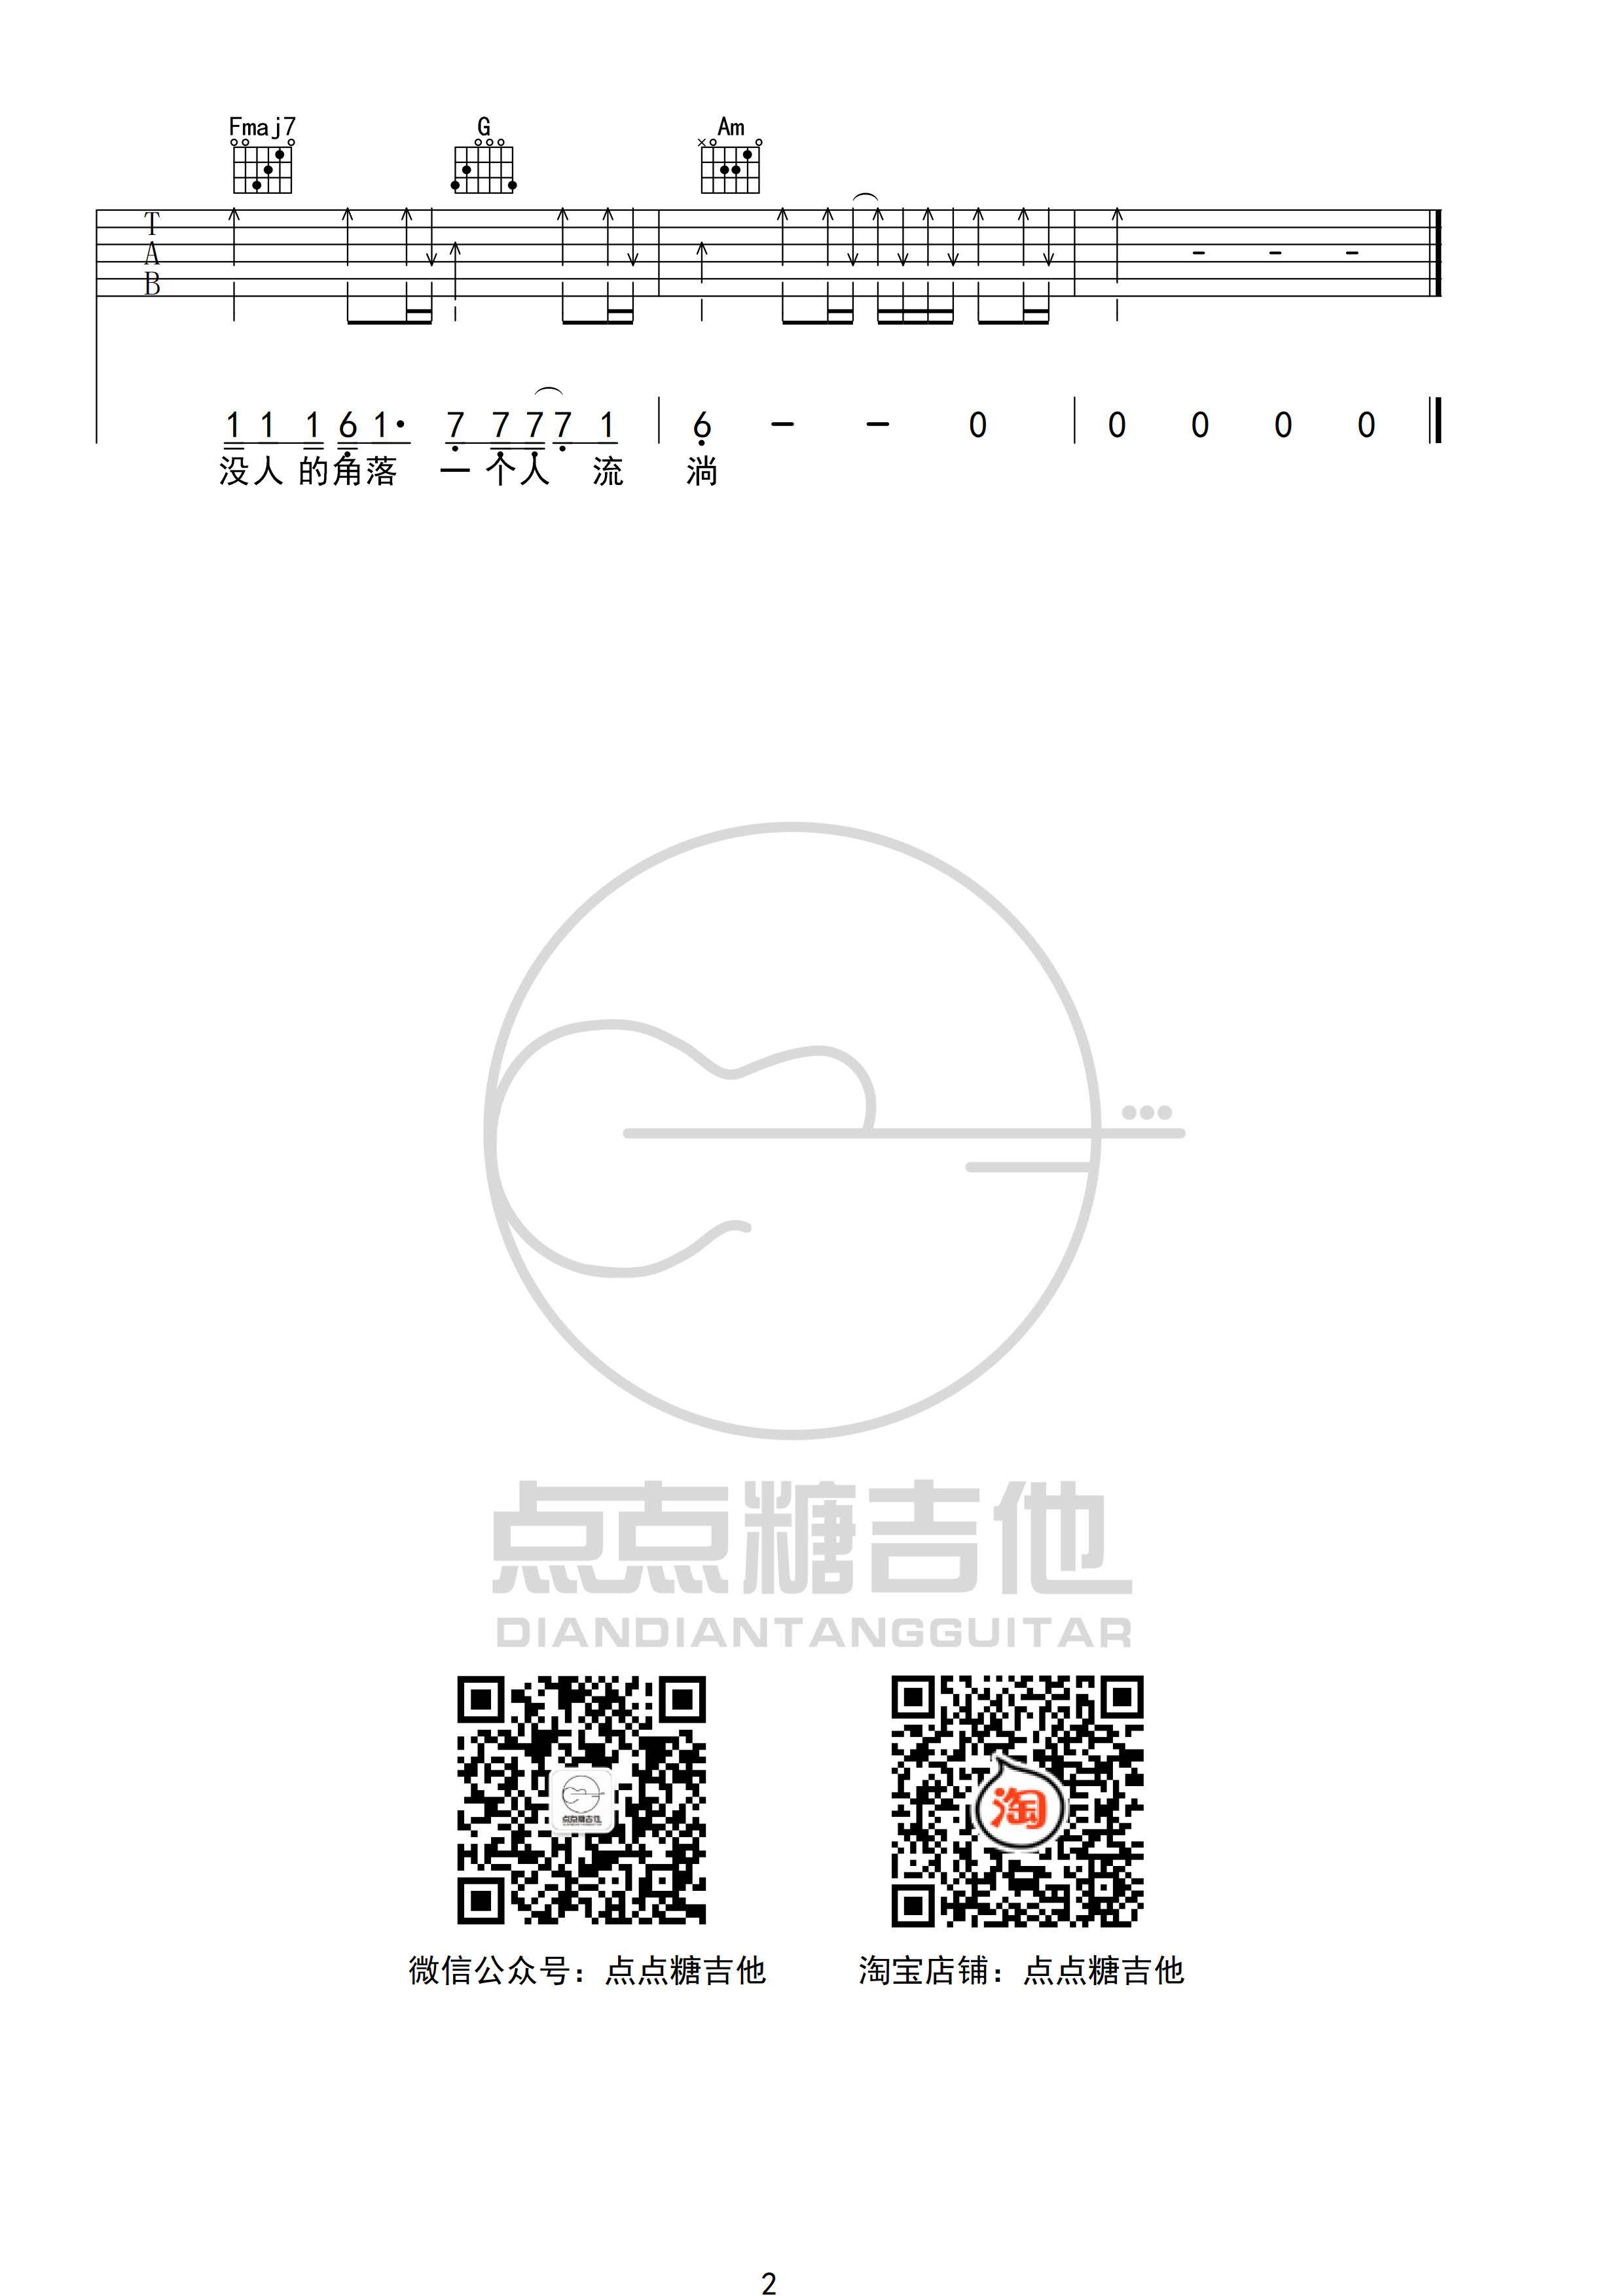 Fmaj7 G Am
T
A
B
1 1 1 6 1· 7 7 7 7 1 6 - - 0 0 0 0 0
没人 的角落 一个人 流 淌
点点糖吉他
DIANDIANTANGGUITAR
点点糖吉他
淘
微信公众号：点点糖吉他 淘宝店铺：点点糖吉他
2